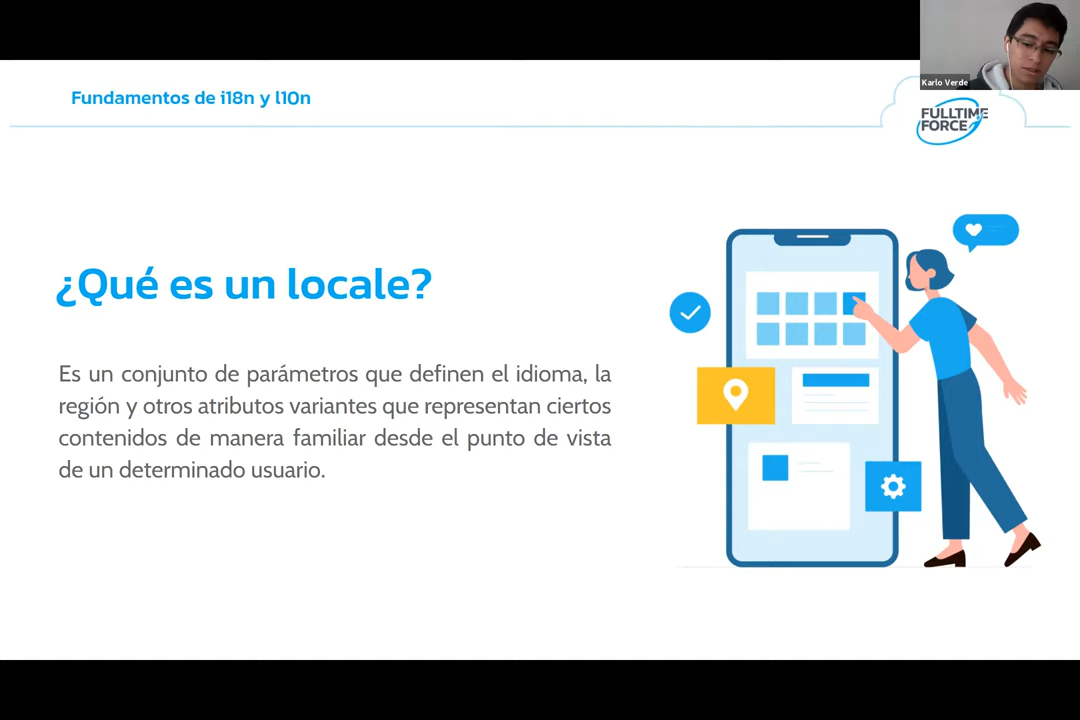 Karlo Verde
Fundamentos de i18n y l10n
FULLTIME
FORCE
¿Qué es un locale?
Es un conjunto de parámetros que definen el idioma, la
región y otros atributos variantes que representan ciertos
contenidos de manera familiar desde el punto de vista
de un determinado usuario.